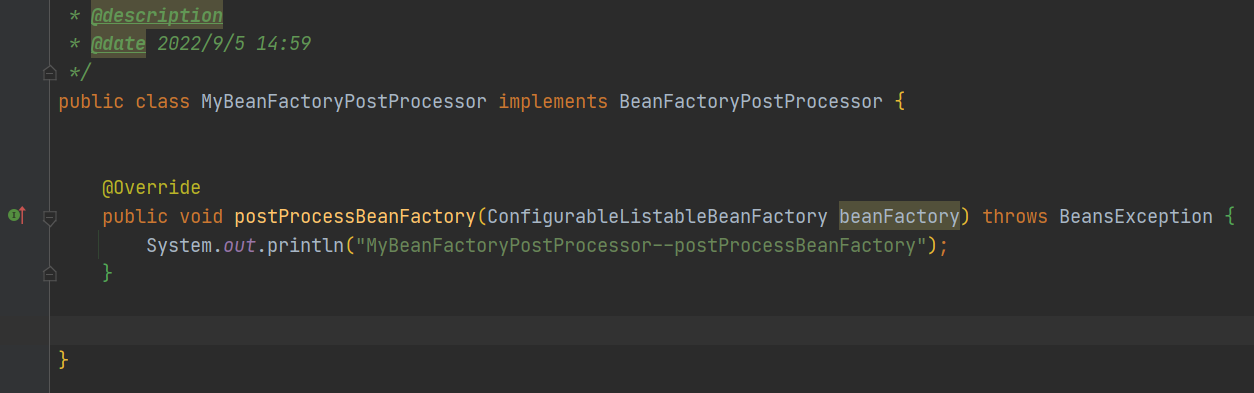 * @description
* @date 2022/9/5 14:59
*/
public class MyBeanFactoryPostProcessor implements BeanFactoryPostProcessor {
@Override
public void postProcessBeanFactory(ConfigurableListableBeanFactory beanFactory) throws BeansException {
System.out.println("MyBeanFactoryPostProcessor--postProcessBeanFactory");
}
}